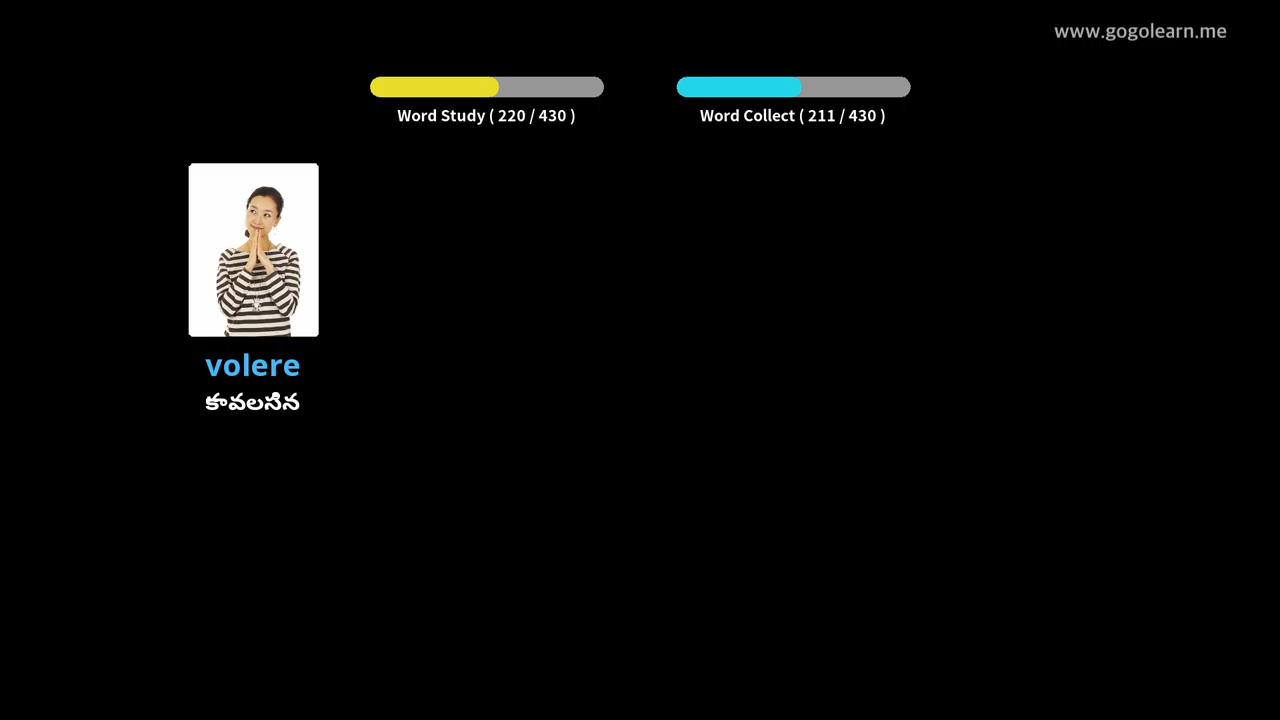 www.gogolearn.me
Word Study ( 220 / 430 )
Word Collect ( 211 / 430 )
volere
కావలసిన